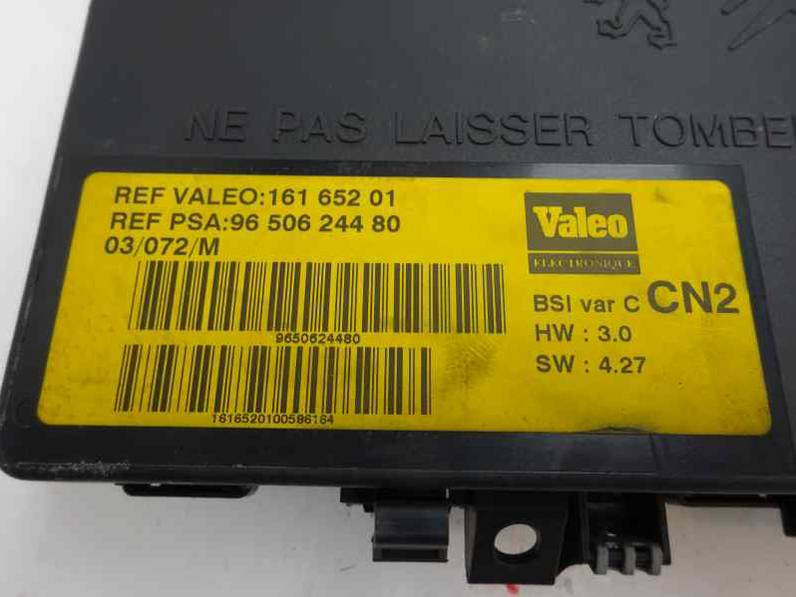 NE PAS LAISSER TOMBE
REF VALEO:161 652 01
REF PSA:96 506 244 80
03/072/M
9650624480
1616520100586164
Valeo
ELECTRONIQUE
BSI var C CN2
HW : 3.0
SW : 4.27